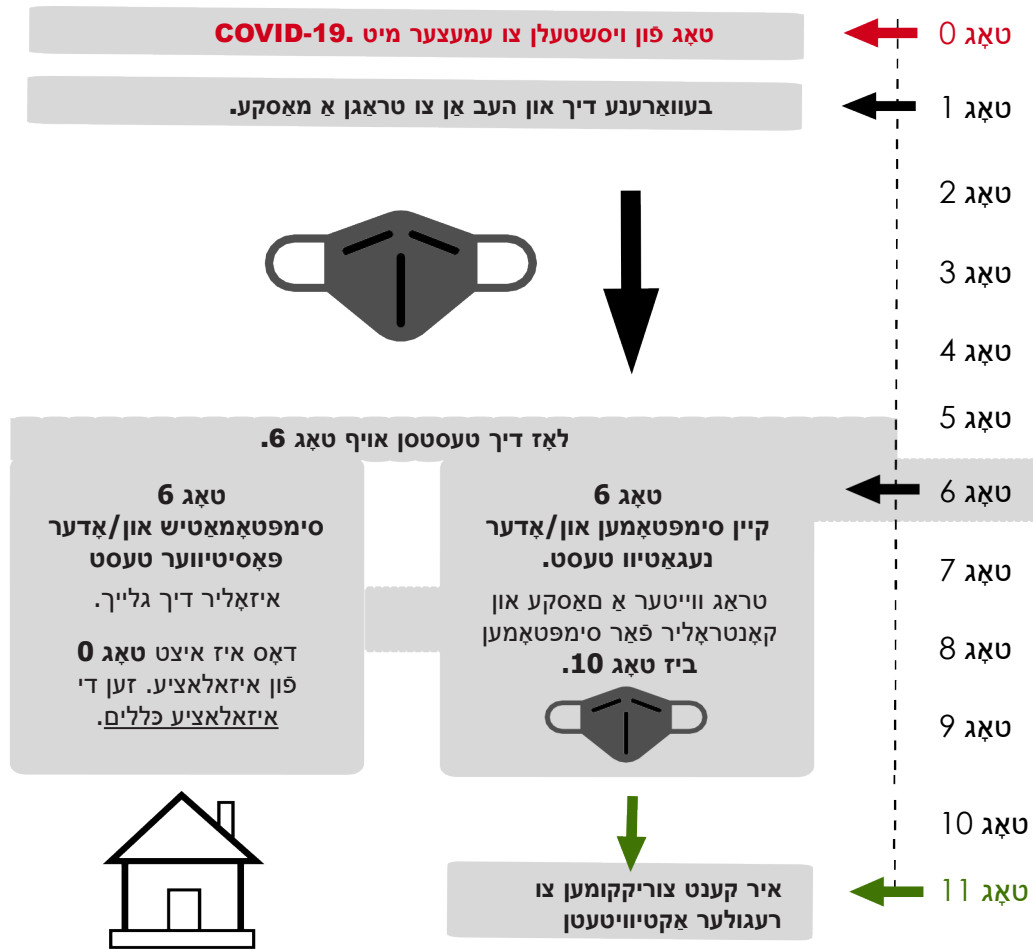 טאָג 0
טאָג פֿון ויסשטעלן צו עמעצער מיט COVID-19.
טאָג 1
בעוואַרענע דיך און העב אַן צו טראַגן אַ מאַסקע.
טאָג 2
טאָג 3
טאָג 4
טאָג 5
לאָז דיך טעסטסן אויף טאָג 6.
טאָג 6
טאָג 6
קיין סימפּטאָמען און/אָדער
נעגאַטיוו טעסט.
טראַג ווייטער אַ םאַסקע און
קאָנטראָליר פֿאַר סימפּטאָמען
ביז טאָג 10.
טאָג 6
סימפּטאָמאַטיש און/אָדער
פּאָסיטיווער טעסט
איזאָליר דיך גלייך.
דאָס איז איצט טאָג 0
פֿון איזאלאציע. זען די
איזאלאציע כּללים.
טאָג 7
טאָג 8
טאָג 9
טאָג 10
טאָג 11
איר קענט צוריקקומען צו
רעגולער אַקטיוויטעטן